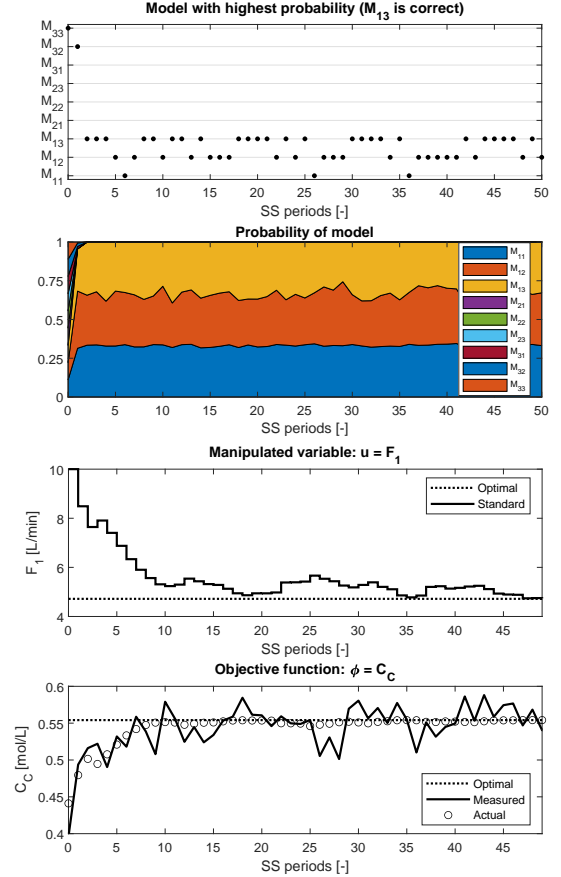 Model with highest probability (M13 is correct)
M33
M32
M31
M23
M22
M21
M13
M12
M11
0 5 10 15 20 25 30 35 40 45 50
SS periods [-]
Probability of model
1
0.75
0.5
0.25
0
M11
M12
M13
M21
M22
M23
M31
M32
M33
0 5 10 15 20 25 30 35 40 45 50
SS periods [-]
Manipulated variable: u = F1
F1 [L/min]
10
8
6
4
Optimal
Standard
0 5 10 15 20 25 30 35 40 45
SS periods [-]
Objective function: ϕ = CC
CC [mol/L]
0.6
0.55
0.5
0.45
0.4
Optimal
Measured
Actual
0 5 10 15 20 25 30 35 40 45
SS periods [-]